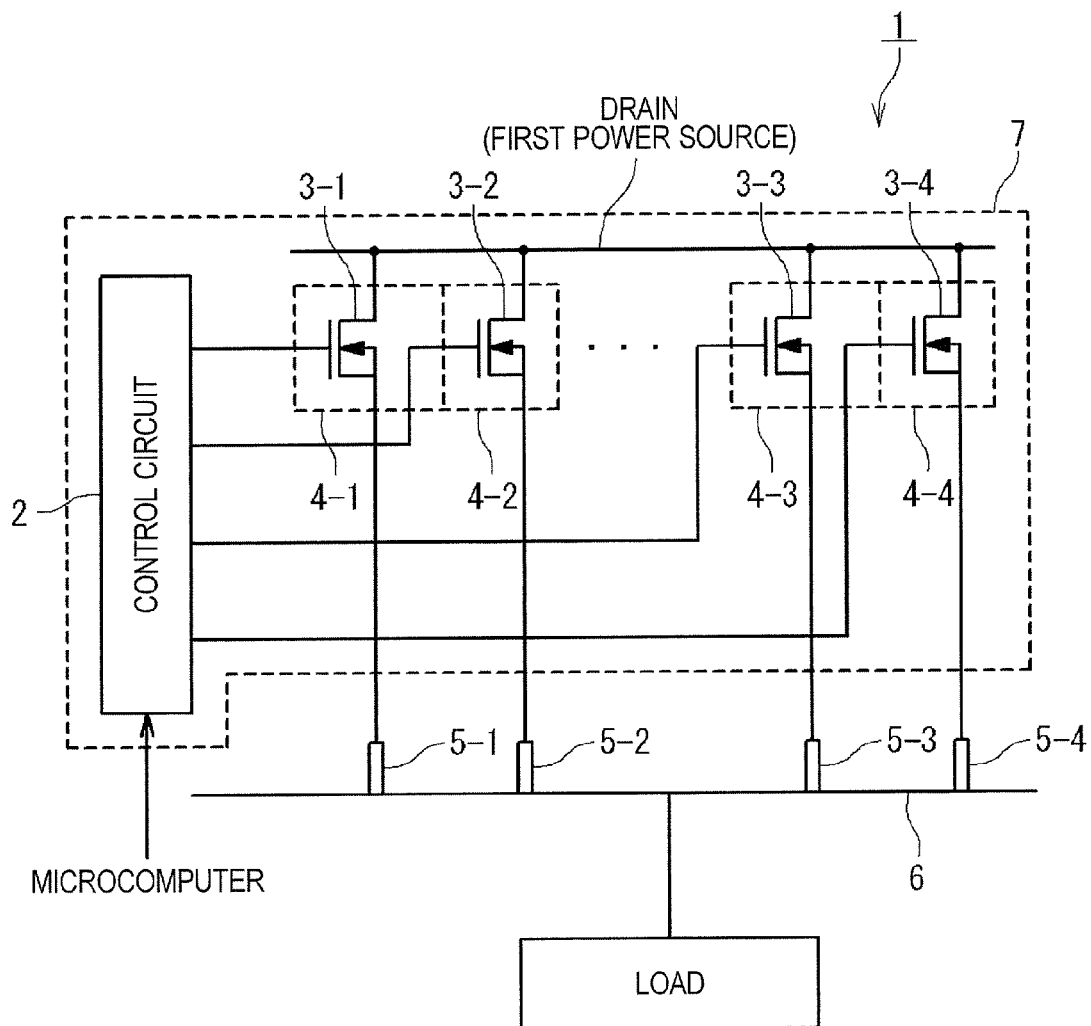 1
DRAIN
(FIRST POWER SOURCE)
7
3-1
3-2
3-3
3-4
. . . .
4-1
4-2
4-3
4-4
2
CONTROL CIRCUIT
5-1
5-2
5-3
5-4
MICROCOMPUTER
6
LOAD